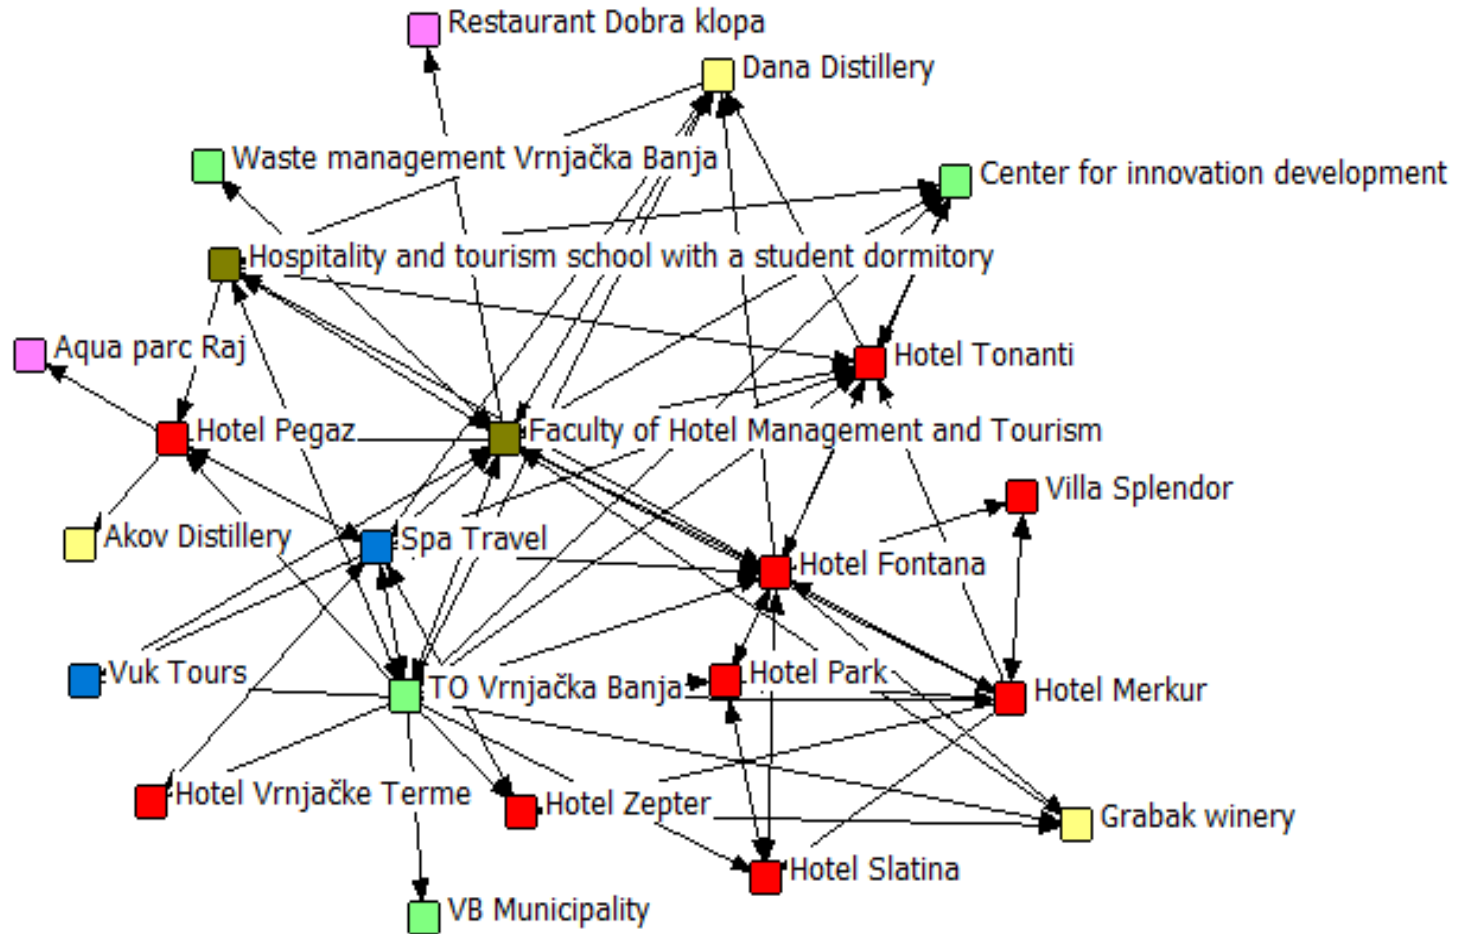 Restaurant Dobra klopa
Dana Distillery
Waste management Vrnjačka Banja
Center for innovation development
Hospitality and tourism school with a student dormitory
Aqua parc Raj
Hotel Tonanti
Hotel Pegaz
Faculty of Hotel Management and Tourism
Villa Splendor
Akov Distillery
Spa Travel
Hotel Fontana
Vuk Tours
Hotel Park
TO Vrnjačka Banja
Hotel Merkur
Hotel Vrnjačke Terme
Hotel Zepter
Grabak winery
Hotel Slatina
VB Municipality